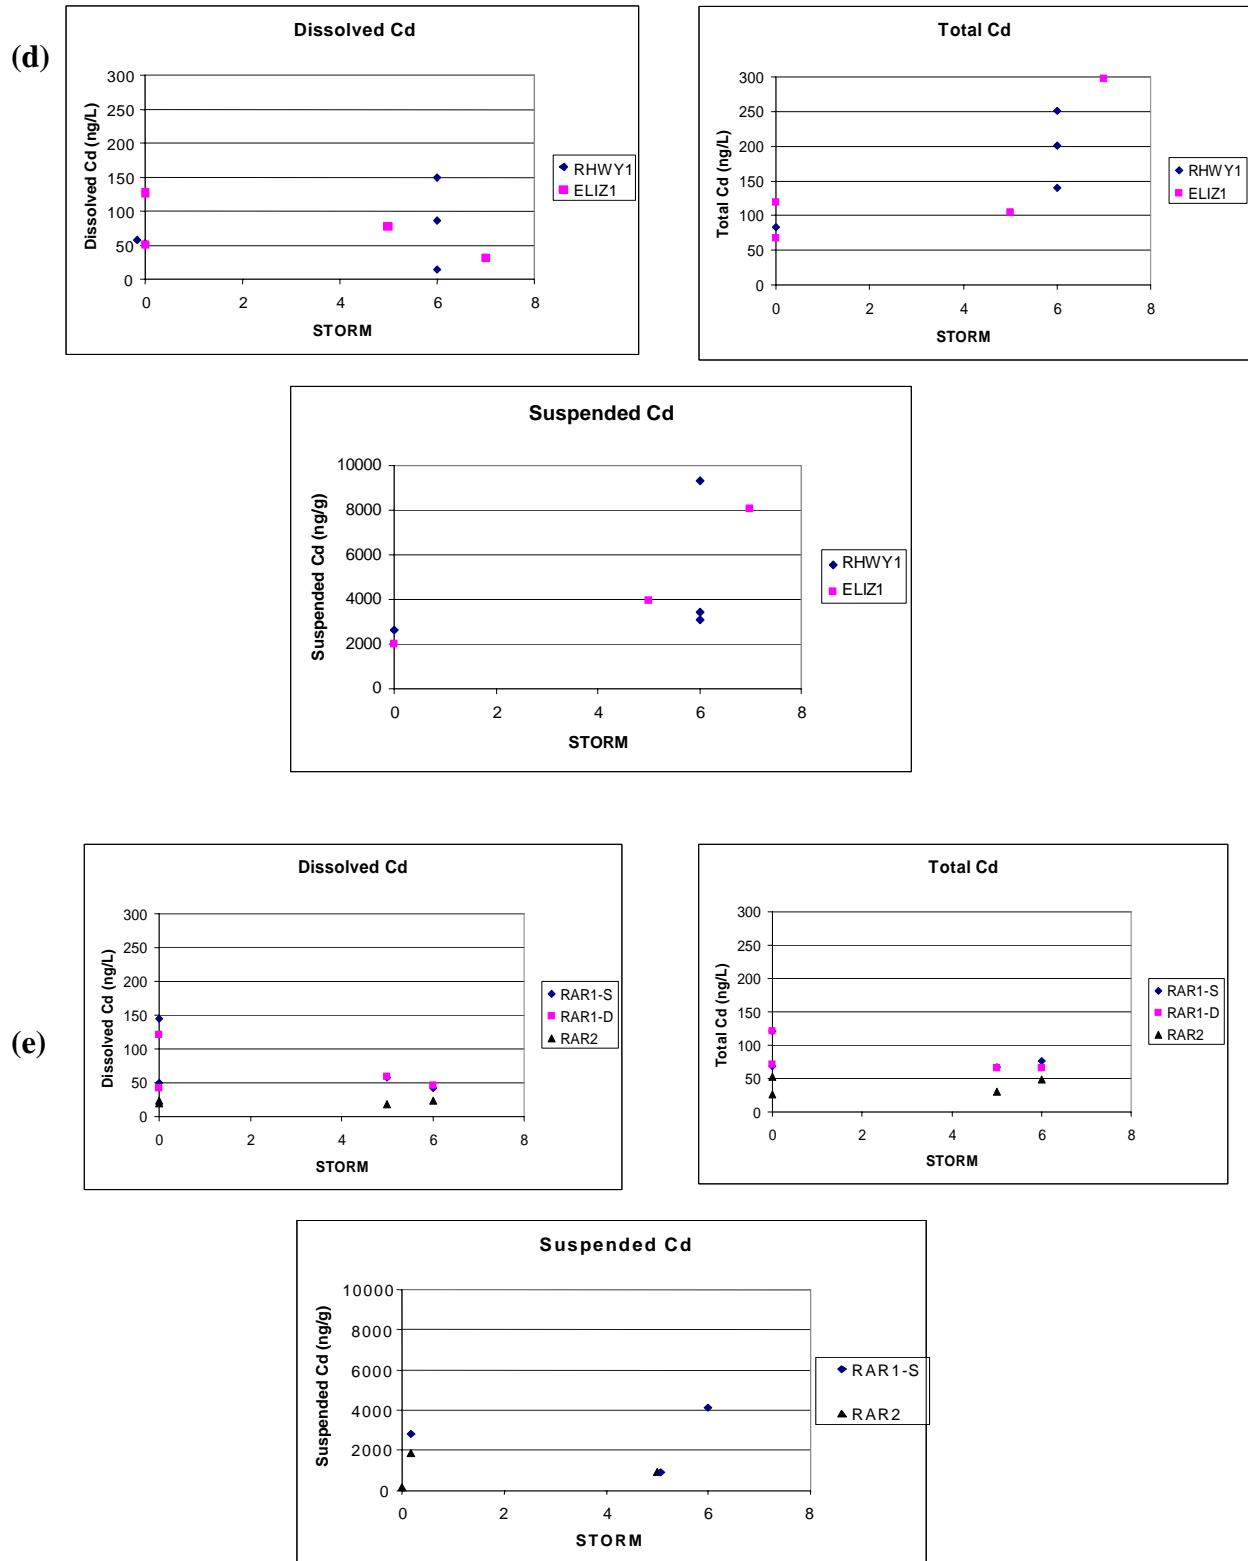 (d)
Dissolved Cd
Dissolved Cd (ng/L)
300
250
200
150
100
50
0
0 2 4 6 8
STORM
RHWY1
ELIZ1
Total Cd
Total Cd (ng/L)
300
250
200
150
100
50
0
0 2 4 6 8
STORM
RHWY1
ELIZ1
Suspended Cd
Suspended Cd (ng/g)
10000
8000
6000
4000
2000
0
0 2 4 6 8
STORM
RHWY1
ELIZ1
(e)
Dissolved Cd
Dissolved Cd (ng/L)
300
250
200
150
100
50
0
0 2 4 6 8
STORM
RAR1-S
RAR1-D
RAR2
Total Cd
Total Cd (ng/L)
300
250
200
150
100
50
0
0 2 4 6 8
STORM
RAR1-S
RAR1-D
RAR2
Suspended Cd
Suspended Cd (ng/g)
10000
8000
6000
4000
2000
0
0 2 4 6 8
STORM
RAR1-S
RAR2